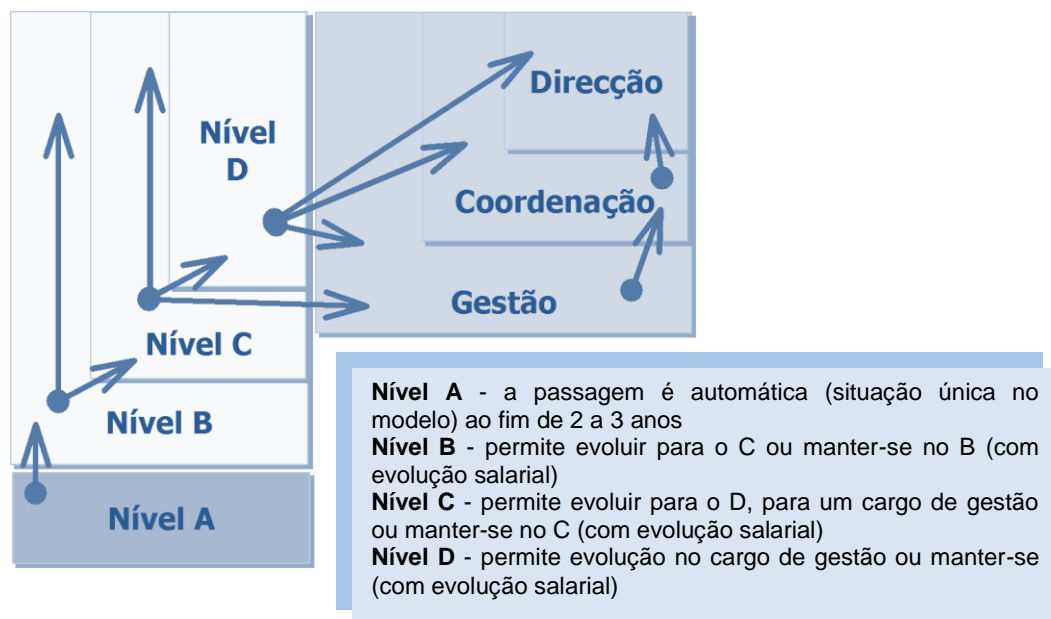 Direcção
Nível
D
Coordenação
Gestão
Nível C
Nível B
Nível A
Nível A - a passagem é automática (situação única no
modelo) ao fim de 2 a 3 anos
Nível B - permite evoluir para o C ou manter-se no B (com
evolução salarial)
Nível C - permite evoluir para o D, para um cargo de gestão
ou manter-se no C (com evolução salarial)
Nível D - permite evolução no cargo de gestão ou manter-se
(com evolução salarial)